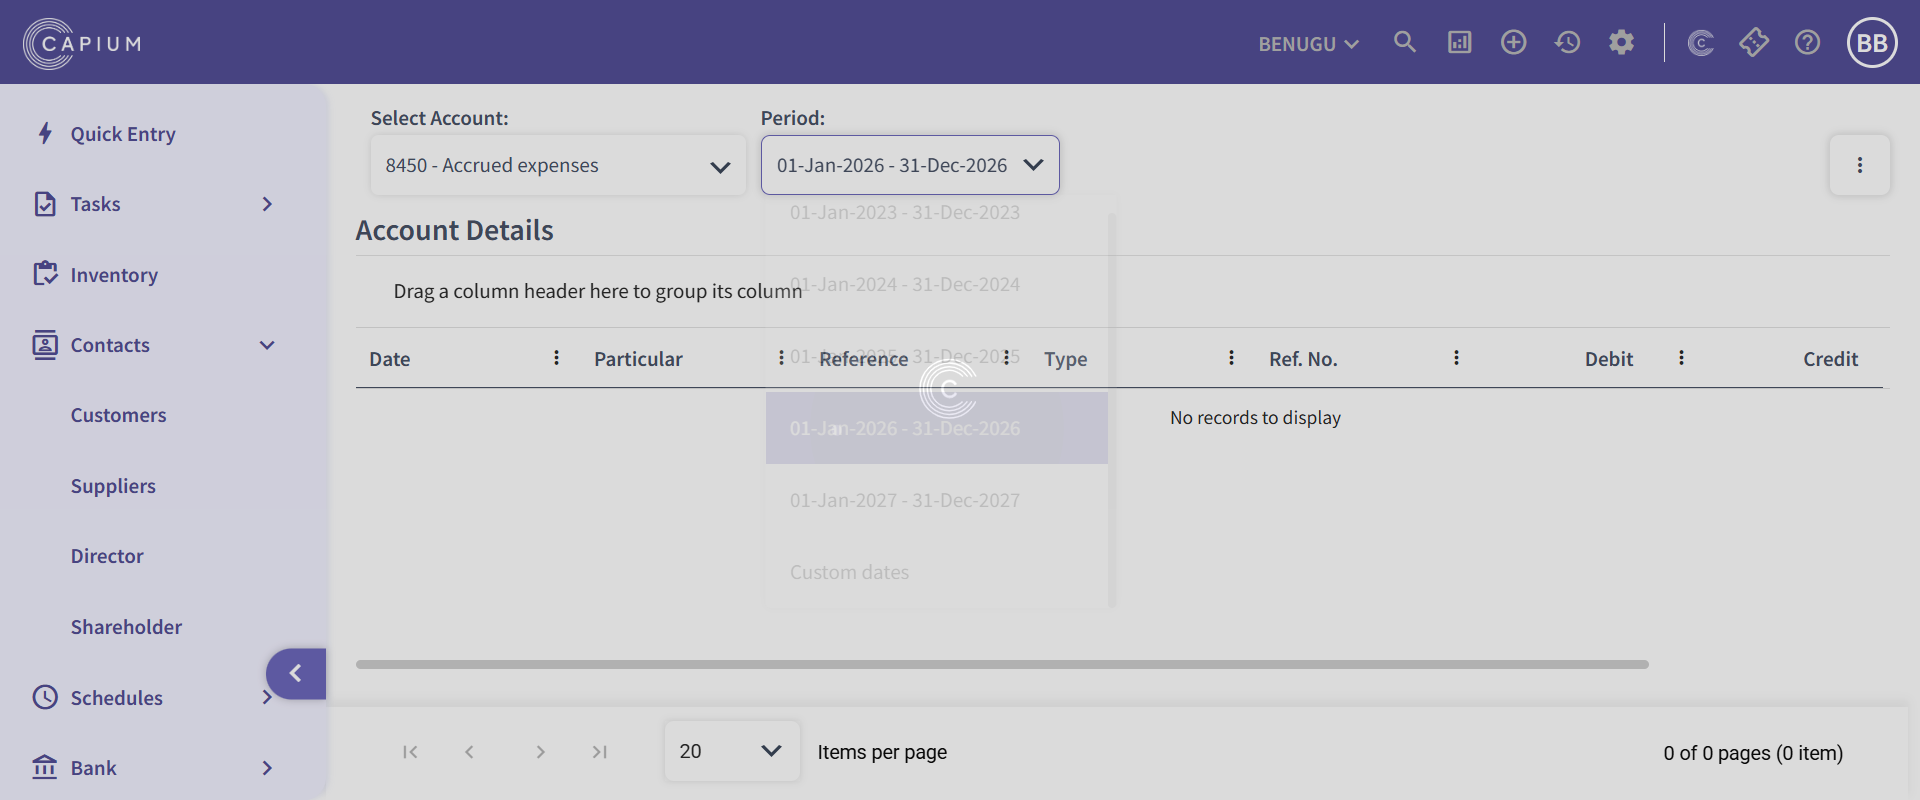 CAPIUM
BENUGU
BB
Quick Entry
Tasks
Inventory
Contacts
Customers
Suppliers
Director
Shareholder
Schedules
Bank
Select Account:
8450 - Accrued expenses
Period:
01-Jan-2026 - 31-Dec-2026
01-Jan-2023 - 31-Dec-2023
Account Details
01-Jan-2024 - 31-Dec-2024
Drag a column header here to group its column
01-Jan-2025 - 31-Dec-2025
Date
Particular
Reference
Type
Ref. No.
Debit
Credit
01-Jan-2026 - 31-Dec-2026
No records to display
01-Jan-2027 - 31-Dec-2027
Custom dates
20
Items per page
0 of 0 pages (0 item)